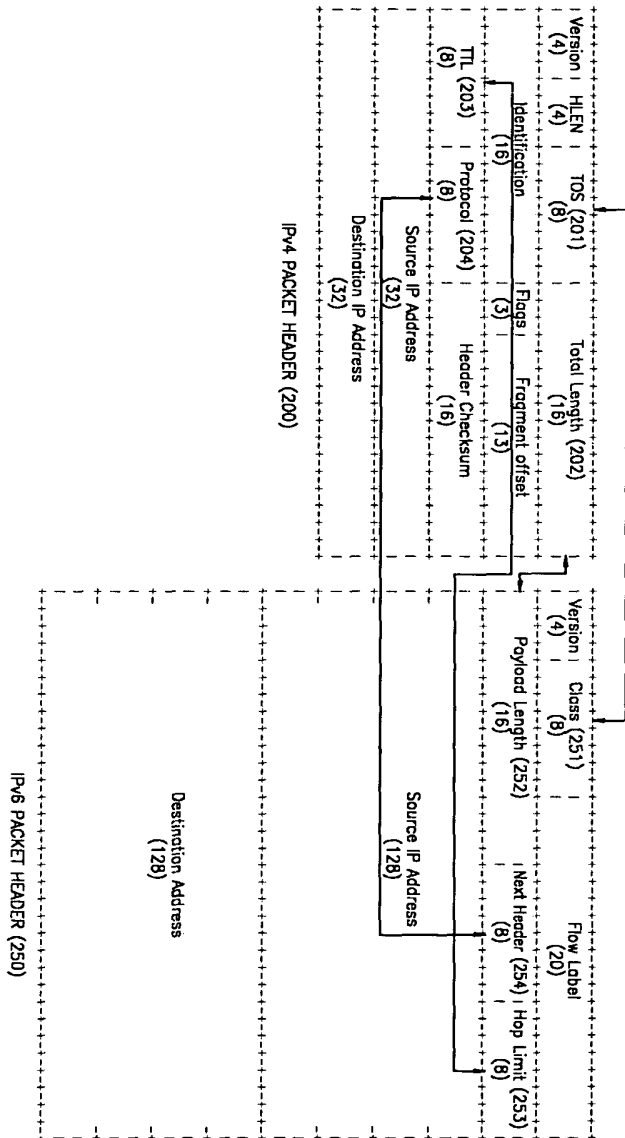 Version | HLEN | TOS (201) | Total Length (202)
(4) (4) (8) (16)
Identification | Flags | Fragment offset
(16) (3) (13)
TTL (203) | Protocol (204) | Header Checksum
(8) (8) (16)
Source IP Address
(32)
Destination IP Address
(32)
IPv4 PACKET HEADER (200)
Version | Class (251) | Flow Label
(4) (8) (20)
Payload Length (252) | Next Header (254) | Hop Limit (253)
(16) (8) (8)
Source IP Address
(128)
Destination Address
(128)
IPv6 PACKET HEADER (250)